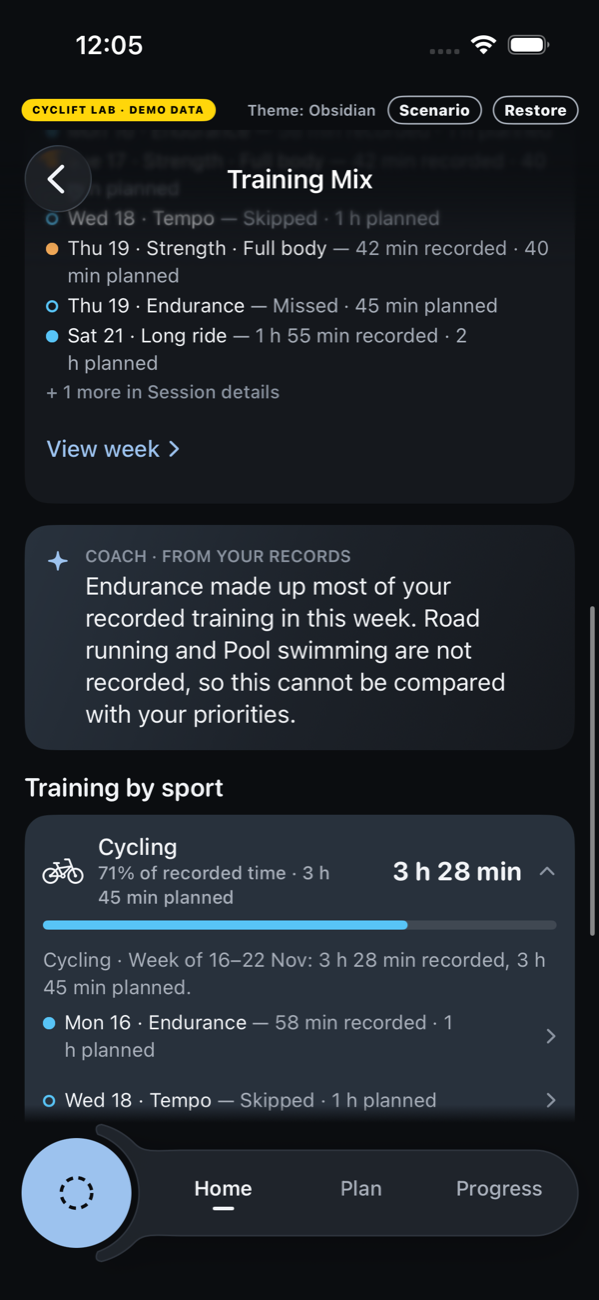 12:05
CYCLIFT LAB · DEMO DATA
Theme: Obsidian
Scenario
Restore
Training Mix
min planned
Wed 18 · Tempo — Skipped · 1 h planned
Thu 19 · Strength · Full body — 42 min recorded · 40
min planned
Thu 19 · Endurance — Missed · 45 min planned
Sat 21 · Long ride — 1 h 55 min recorded · 2
h planned
+ 1 more in Session details
View week
COACH · FROM YOUR RECORDS
Endurance made up most of your
recorded training in this week. Road
running and Pool swimming are not
recorded, so this cannot be compared
with your priorities.
Training by sport
Cycling
71% of recorded time · 3 h
45 min planned
3 h 28 min
Cycling · Week of 16–22 Nov: 3 h 28 min recorded, 3 h
45 min planned.
Mon 16 · Endurance — 58 min recorded · 1
h planned
Wed 18 · Tempo — Skipped · 1 h planned
Home
Plan
Progress